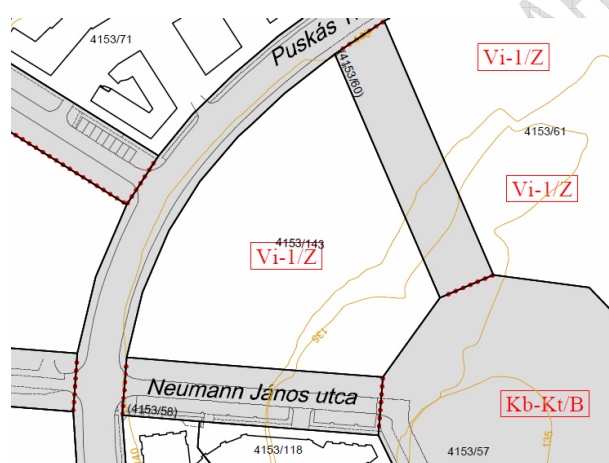 4153/71
Puskás
(4153/60)
Vi-1/Z
4153/61
Vi-1/Z
4153/143
Vi-1/Z
135
Neumann János utca
(4153/58)
Kb-Kt/B
135
140
4153/118
4153/57